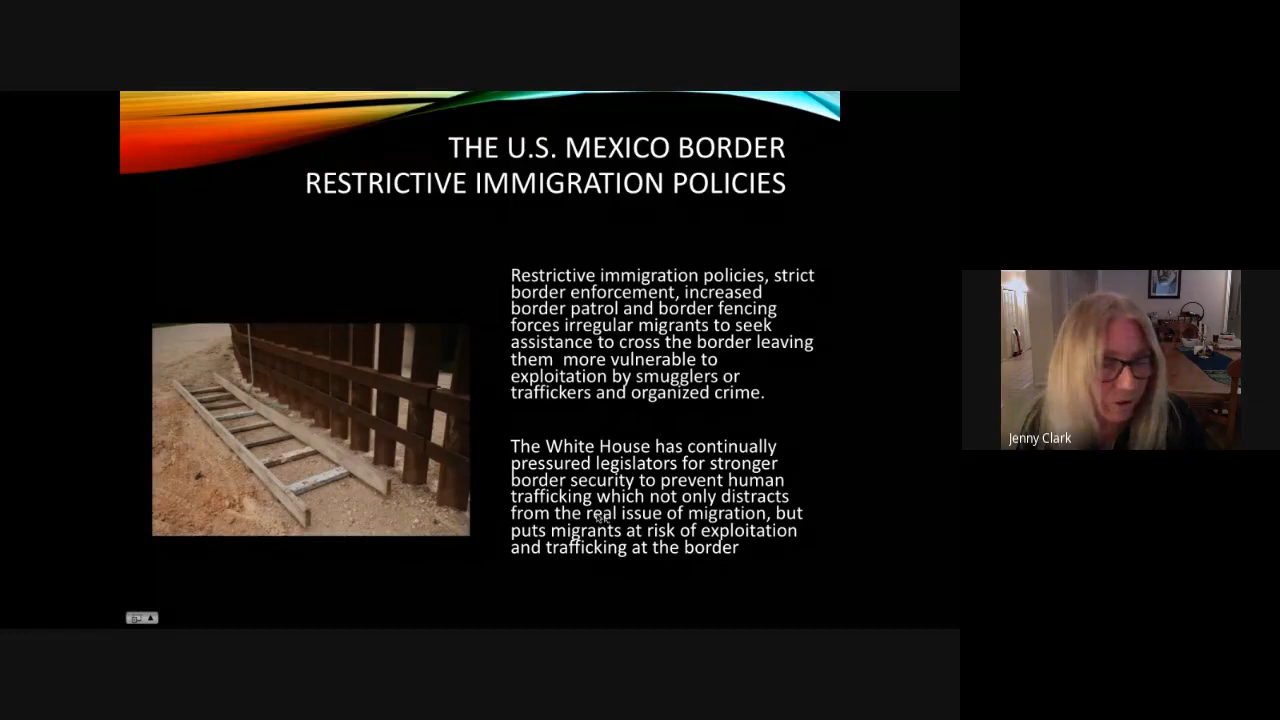 THE U.S. MEXICO BORDER
RESTRICTIVE IMMIGRATION POLICIES
Restrictive immigration policies, strict
border enforcement, increased
border patrol and border fencing
forces irregular migrants to seek
assistance to cross the border leaving
them  more vulnerable to
exploitation by smugglers or
traffickers and organized crime.
The White House has continually
pressured legislators for stronger
border security to prevent human
trafficking which not only distracts
from the real issue of migration, but
puts migrants at risk of exploitation
and trafficking at the border
Jenny Clark